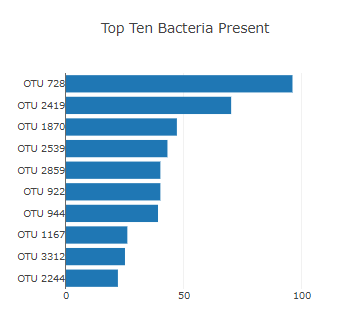 Top Ten Bacteria Present
OTU 728
OTU 2419
OTU 1870
OTU 2539
OTU 2859
OTU 922
OTU 944
OTU 1167
OTU 3312
OTU 2244
0 50 100